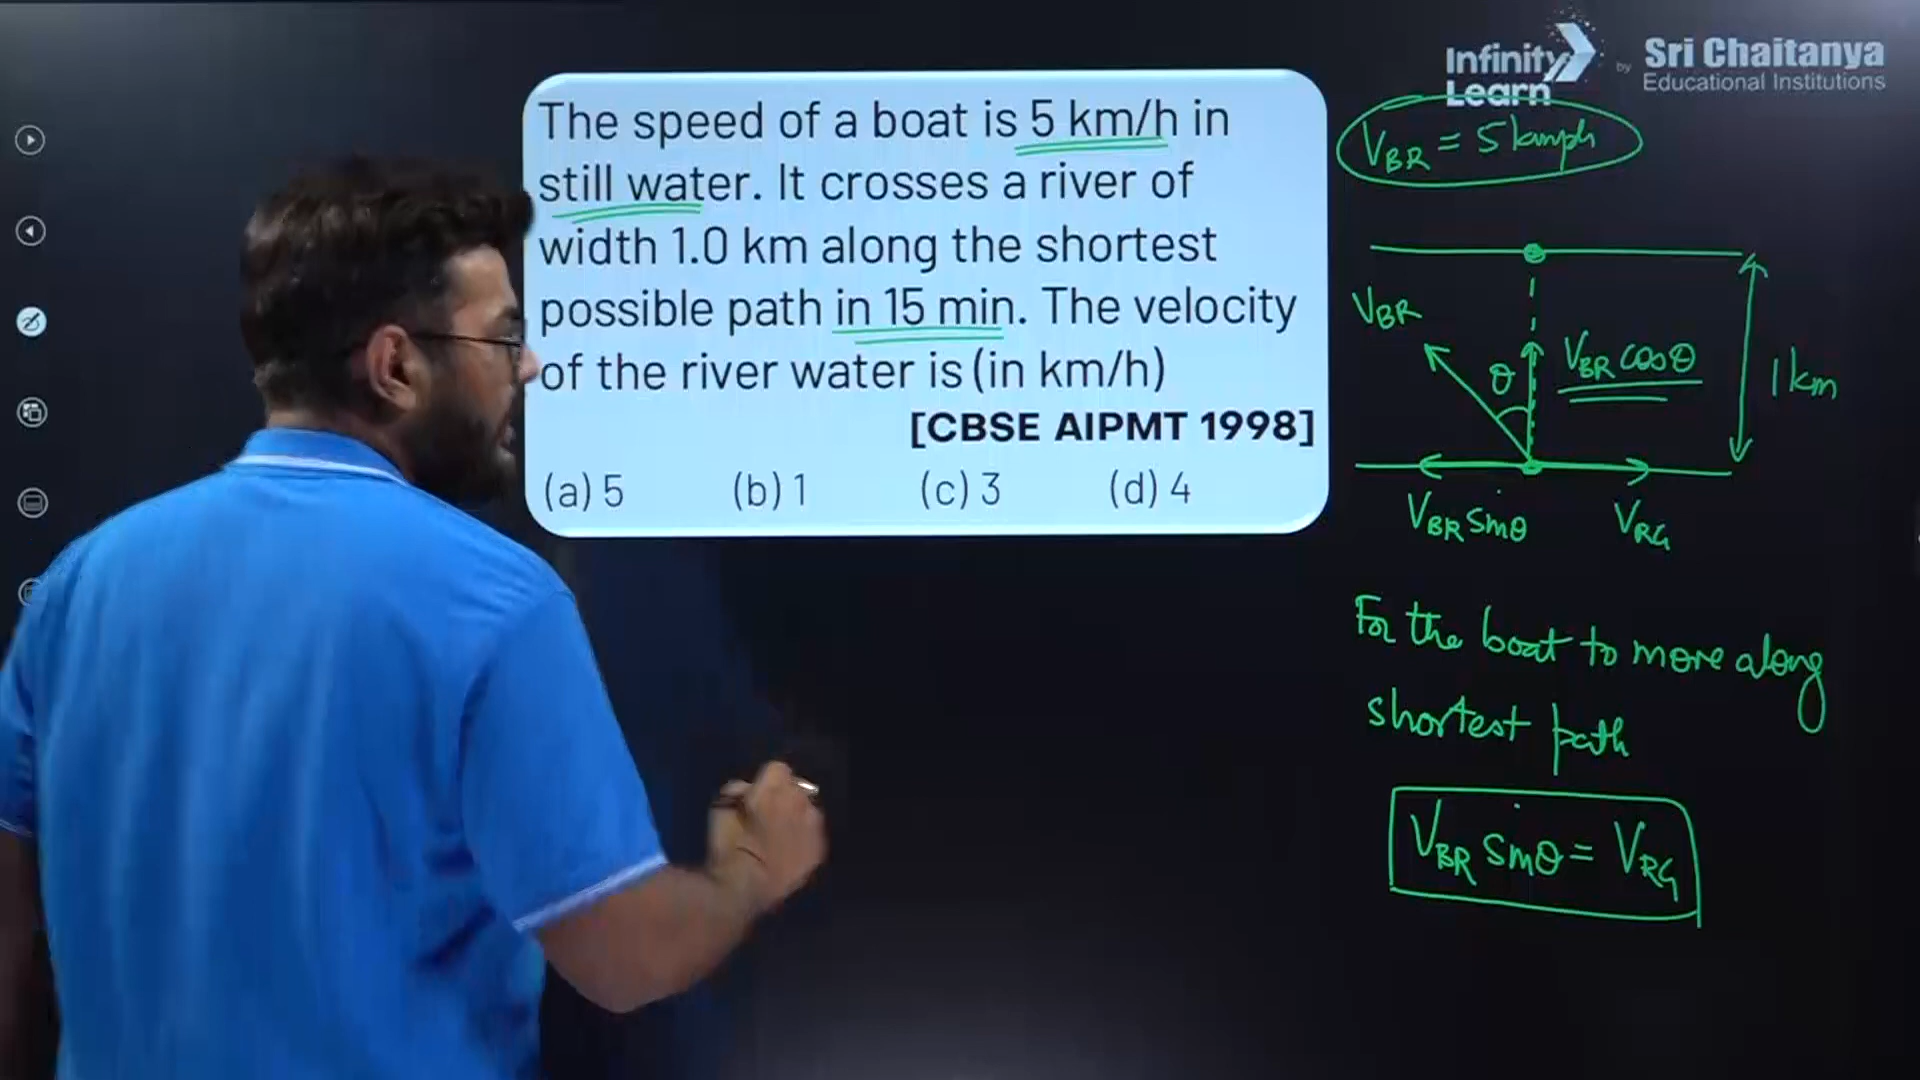 Infinity Learn by Sri Chaitanya Educational Institutions
The speed of a boat is 5 km/h in
still water. It crosses a river of
width 1.0 km along the shortest
possible path in 15 min. The velocity
of the river water is (in km/h)
[CBSE AIPMT 1998]
(a) 5 (b) 1 (c) 3 (d) 4
VBR = 5 kmph
VBR
θ
VBR cosθ
1 km
VBR sinθ
VRG
For the boat to move along
shortest path
VBR sinθ = VRG